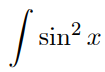 ∫ sin² x